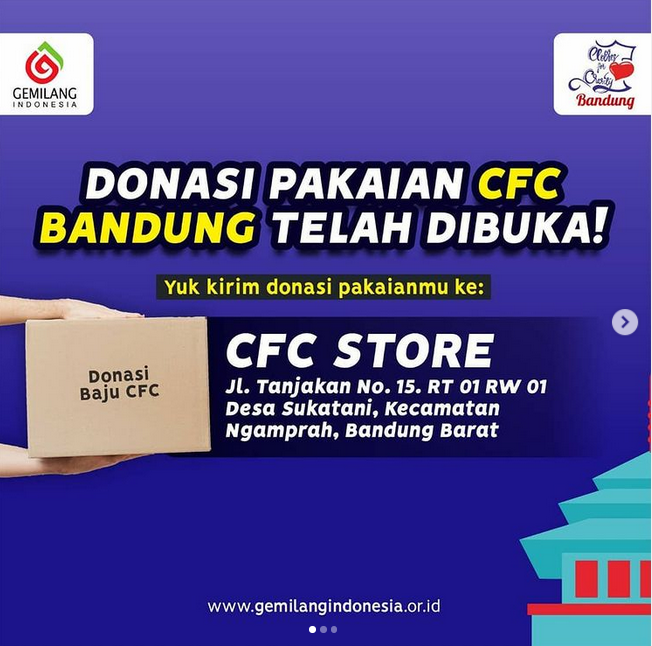 GEMILANG
INDONESIA
Clothes
for
Charity
Bandung
DONASI PAKAIAN CFC
BANDUNG TELAH DIBUKA!
Yuk kirim donasi pakaianmu ke:
Donasi
Baju CFC
CFC STORE
Jl. Tanjakan No. 15. RT 01 RW 01
Desa Sukatani, Kecamatan
Ngamprah, Bandung Barat
www.gemilangindonesia.or.id